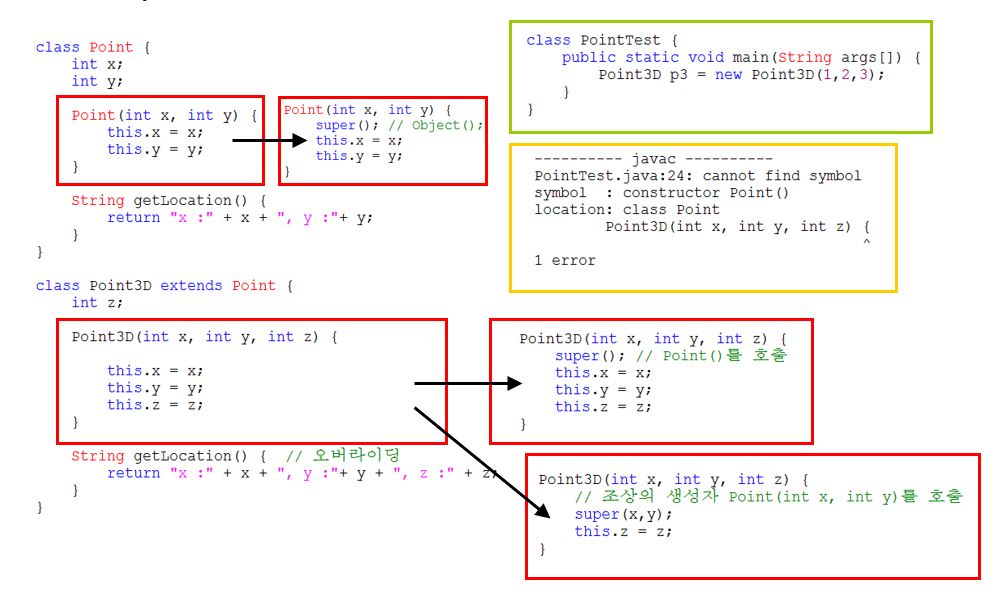 class Point {
    int x;
    int y;
    Point(int x, int y) {
        this.x = x;
        this.y = y;
    }
Point(int x, int y) {
    super(); // Object();
    this.x = x;
    this.y = y;
}
    String getLocation() {
        return "x :" + x + ", y :"+ y;
    }
}
class Point3D extends Point {
    int z;
    Point3D(int x, int y, int z) {
        this.x = x;
        this.y = y;
        this.z = z;
    }
    String getLocation() {  // 오버라이딩
        return "x :" + x + ", y :"+ y + ", z :" + z;
    }
}
class PointTest {
    public static void main(String args[]) {
        Point3D p3 = new Point3D(1,2,3);
    }
}
---------- javac ----------
PointTest.java:24: cannot find symbol
symbol  : constructor Point()
location: class Point
        Point3D(int x, int y, int z) {
                                     ^
1 error
Point3D(int x, int y, int z) {
    super(); // Point()를 호출
    this.x = x;
    this.y = y;
    this.z = z;
}
Point3D(int x, int y, int z) {
    // 조상의 생성자 Point(int x, int y)를 호출
    super(x,y);
    this.z = z;
}